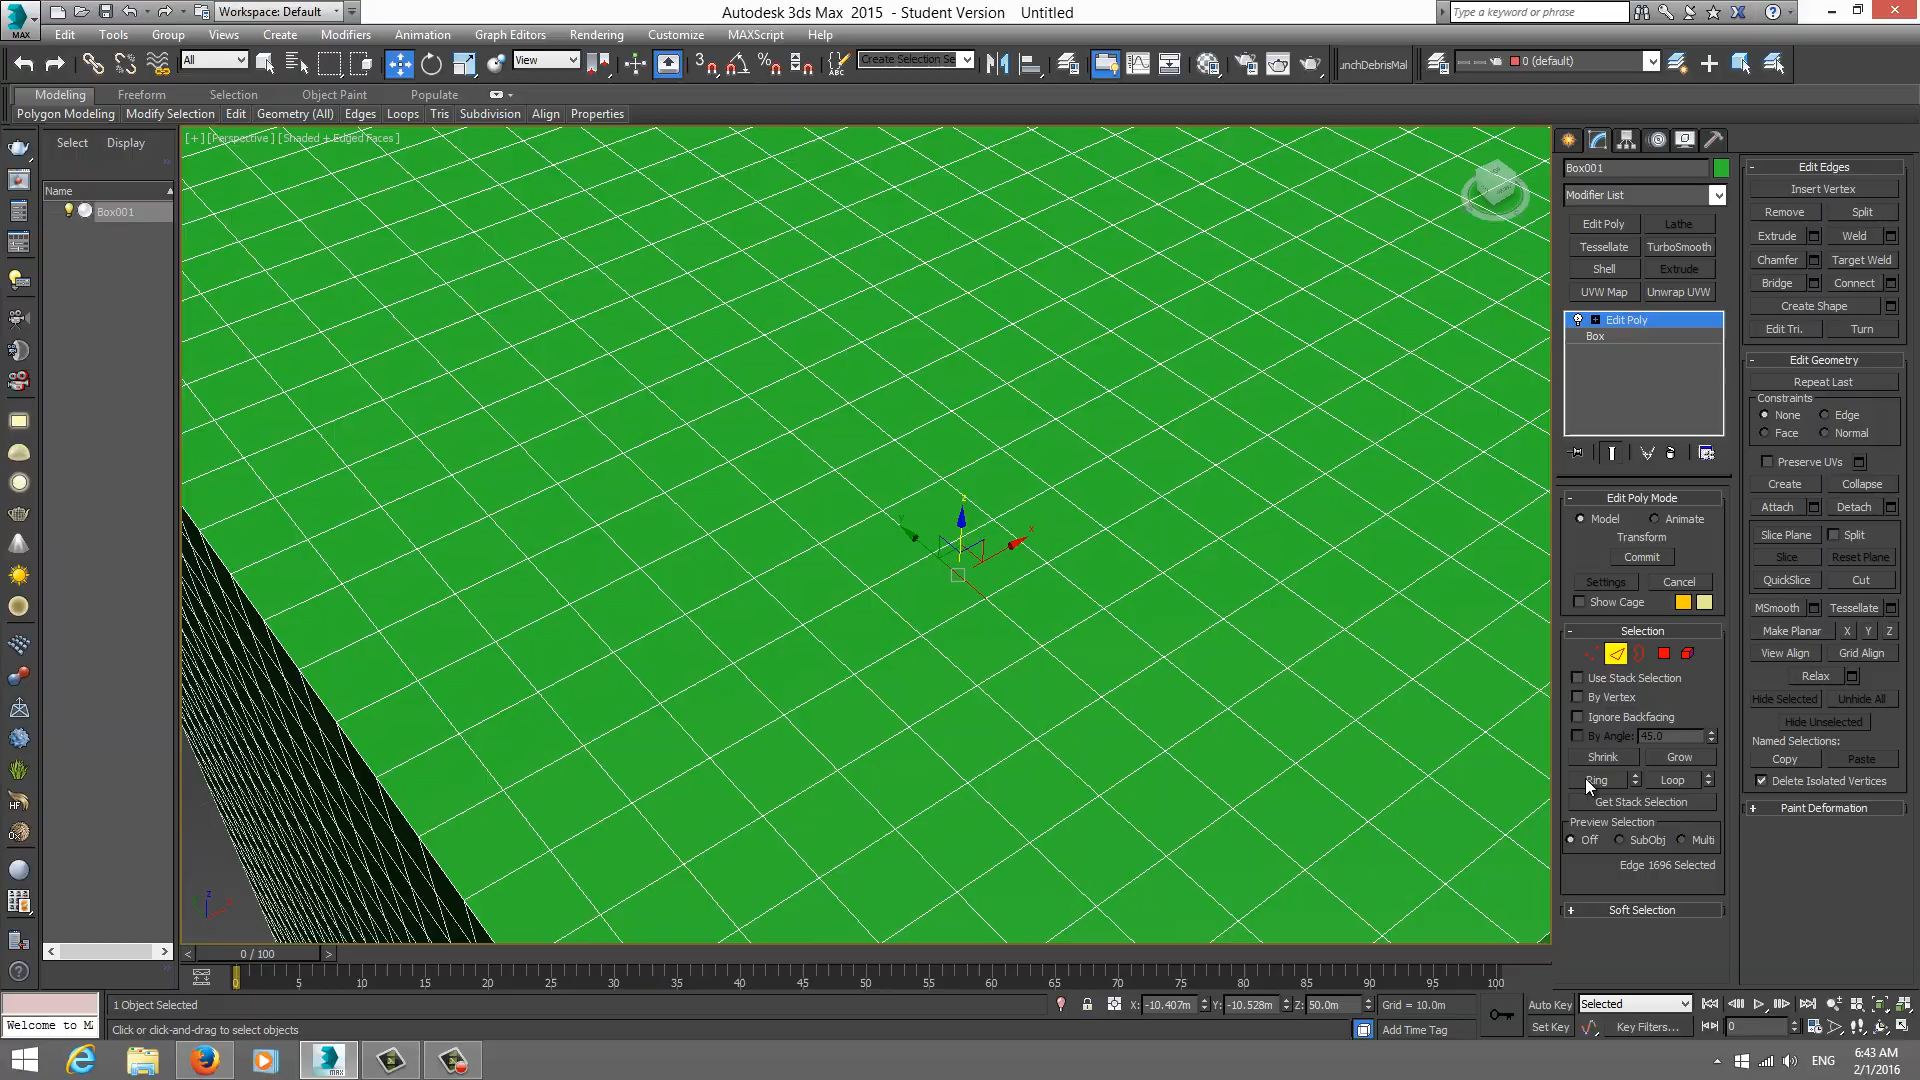 Workspace: Default
Autodesk 3ds Max 2015 - Student Version Untitled
Type a keyword or phrase
MAX
Edit Tools Group Views Create Modifiers Animation Graph Editors Rendering Customize MAXScript Help
All
View
Create Selection Se
unchDebrisMal
0 (default)
Modeling Freeform Selection Object Paint Populate
Polygon Modeling Modify Selection Edit Geometry (All) Edges Loops Tris Subdivision Align Properties
Select Display
Name
Box001
[+] [Perspective ] [Shaded + Edged Faces ]
Box001
Modifier List
Edit Poly Lathe
Tessellate TurboSmooth
Shell Extrude
UVW Map Unwrap UVW
Edit Poly
Box
Edit Poly Mode
Model Animate
Transform
Commit
Settings Cancel
Show Cage
Selection
Use Stack Selection
By Vertex
Ignore Backfacing
By Angle: 45.0
Shrink Grow
Ring Loop
Get Stack Selection
Preview Selection
Off SubObj Multi
Edge 1696 Selected
Soft Selection
Edit Edges
Insert Vertex
Remove Split
Extrude Weld
Chamfer Target Weld
Bridge Connect
Create Shape
Edit Tri. Turn
Edit Geometry
Repeat Last
Constraints
None Edge
Face Normal
Preserve UVs
Create Collapse
Attach Detach
Slice Plane Split
Slice Reset Plane
QuickSlice Cut
MSmooth Tessellate
Make Planar X Y Z
View Align Grid Align
Relax
Hide Selected Unhide All
Hide Unselected
Named Selections:
Copy Paste
Delete Isolated Vertices
Paint Deformation
z
x
y
z
HF
0 / 100
0 5 10 15 20 25 30 35 40 45 50 55 60 65 70 75 80 85 90 95 100
1 Object Selected
X: -10.407m Y: -10.528m Z: 50.0m Grid = 10.0m
Auto Key Selected
Welcome to M
Click or click-and-drag to select objects
Add Time Tag
Set Key Key Filters... 0
ENG
6:43 AM
2/1/2016